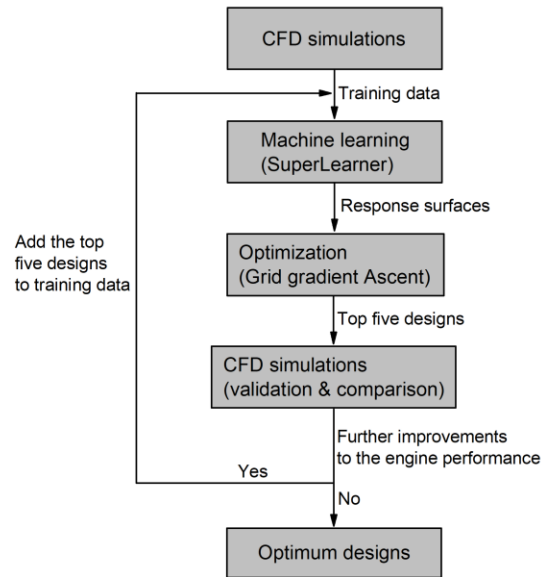 CFD simulations
Training data
Machine learning
(SuperLearner)
Response surfaces
Add the top
five designs
to training data
Optimization
(Grid gradient Ascent)
Top five designs
CFD simulations
(validation & comparison)
Further improvements
to the engine performance
Yes
No
Optimum designs